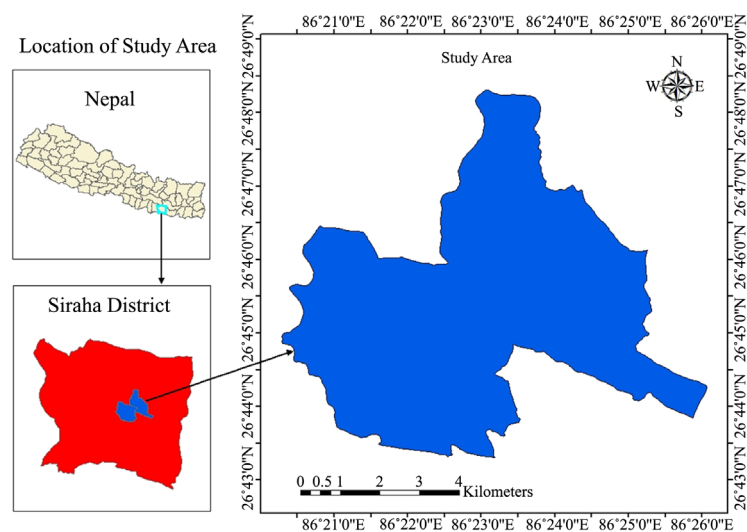 Location of Study Area
Nepal
Siraha District
86°21'0"E 86°22'0"E 86°23'0"E 86°24'0"E 86°25'0"E 86°26'0"E
Study Area
N
W E
S
26°49'0"N
26°48'0"N
26°47'0"N
26°46'0"N
26°45'0"N
26°44'0"N
26°43'0"N
26°49'0"N
26°48'0"N
26°47'0"N
26°46'0"N
26°45'0"N
26°44'0"N
26°43'0"N
0 0.5 1 2 3 4
Kilometers
86°21'0"E 86°22'0"E 86°23'0"E 86°24'0"E 86°25'0"E 86°26'0"E